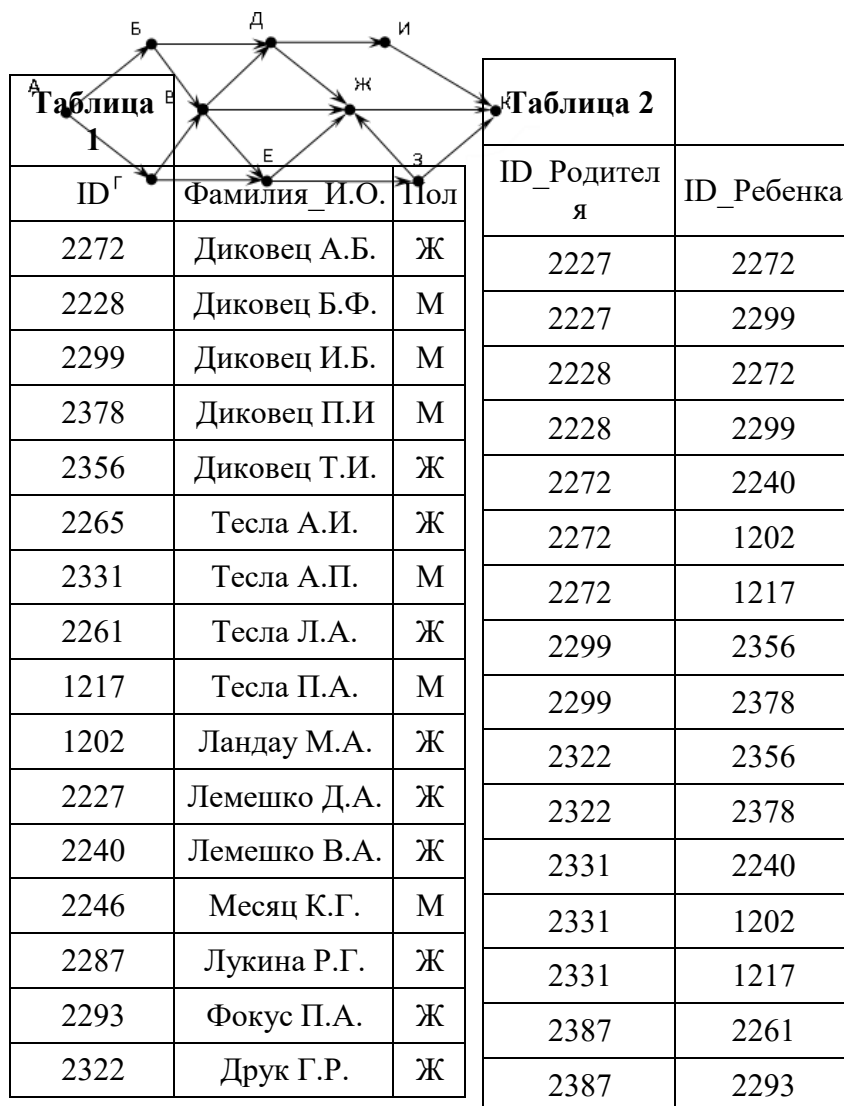 Б Д И
А В Ж К
Г Е З
Таблица
1
ID Фамилия_И.О. Пол
2272 Диковец А.Б. Ж
2228 Диковец Б.Ф. М
2299 Диковец И.Б. М
2378 Диковец П.И М
2356 Диковец Т.И. Ж
2265 Тесла А.И. Ж
2331 Тесла А.П. М
2261 Тесла Л.А. Ж
1217 Тесла П.А. М
1202 Ландау М.А. Ж
2227 Лемешко Д.А. Ж
2240 Лемешко В.А. Ж
2246 Месяц К.Г. М
2287 Лукина Р.Г. Ж
2293 Фокус П.А. Ж
2322 Друк Г.Р. Ж
Таблица 2
ID_Родител
я ID_Ребенка
2227 2272
2227 2299
2228 2272
2228 2299
2272 2240
2272 1202
2272 1217
2299 2356
2299 2378
2322 2356
2322 2378
2331 2240
2331 1202
2331 1217
2387 2261
2387 2293